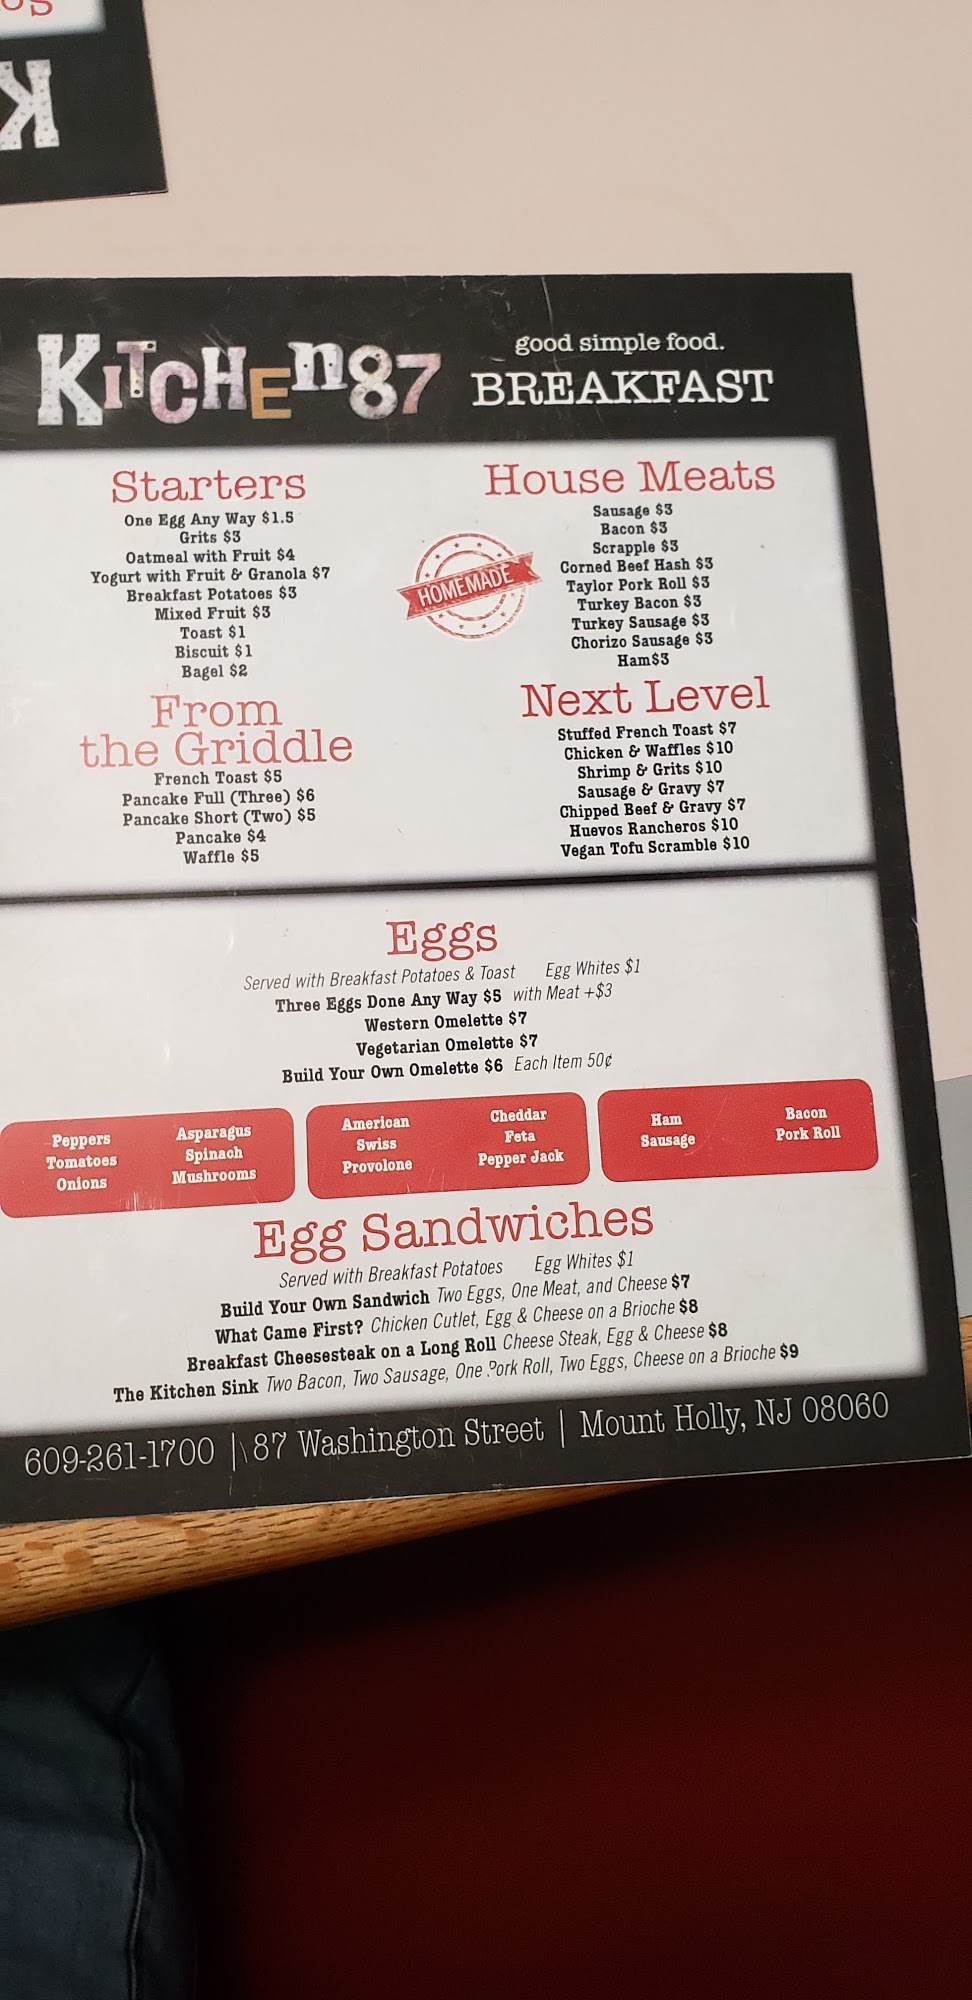 K
KITCHEN87
good simple food.
BREAKFAST
Starters
One Egg Any Way $1.5
Grits $3
Oatmeal with Fruit $4
Yogurt with Fruit & Granola $7
Breakfast Potatoes $3
Mixed Fruit $3
Toast $1
Biscuit $1
Bagel $2
HOMEMADE
House Meats
Sausage $3
Bacon $3
Scrapple $3
Corned Beef Hash $3
Taylor Pork Roll $3
Turkey Bacon $3
Turkey Sausage $3
Chorizo Sausage $3
Ham$3
From
the Griddle
French Toast $5
Pancake Full (Three) $6
Pancake Short (Two) $5
Pancake $4
Waffle $5
Next Level
Stuffed French Toast $7
Chicken & Waffles $10
Shrimp & Grits $10
Sausage & Gravy $7
Chipped Beef & Gravy $7
Huevos Rancheros $10
Vegan Tofu Scramble $10
Eggs
Served with Breakfast Potatoes & Toast Egg Whites $1
Three Eggs Done Any Way $5 with Meat +$3
Western Omelette $7
Vegetarian Omelette $7
Build Your Own Omelette $6 Each Item 50¢
Peppers
Tomatoes
Onions
Asparagus
Spinach
Mushrooms
American
Swiss
Provolone
Cheddar
Feta
Pepper Jack
Ham
Sausage
Bacon
Pork Roll
Egg Sandwiches
Served with Breakfast Potatoes Egg Whites $1
Build Your Own Sandwich Two Eggs, One Meat, and Cheese $7
What Came First? Chicken Cutlet, Egg & Cheese on a Brioche $8
Breakfast Cheesesteak on a Long Roll Cheese Steak, Egg & Cheese $8
The Kitchen Sink Two Bacon, Two Sausage, One Pork Roll, Two Eggs, Cheese on a Brioche $9
609-261-1700 | 87 Washington Street | Mount Holly, NJ 08060